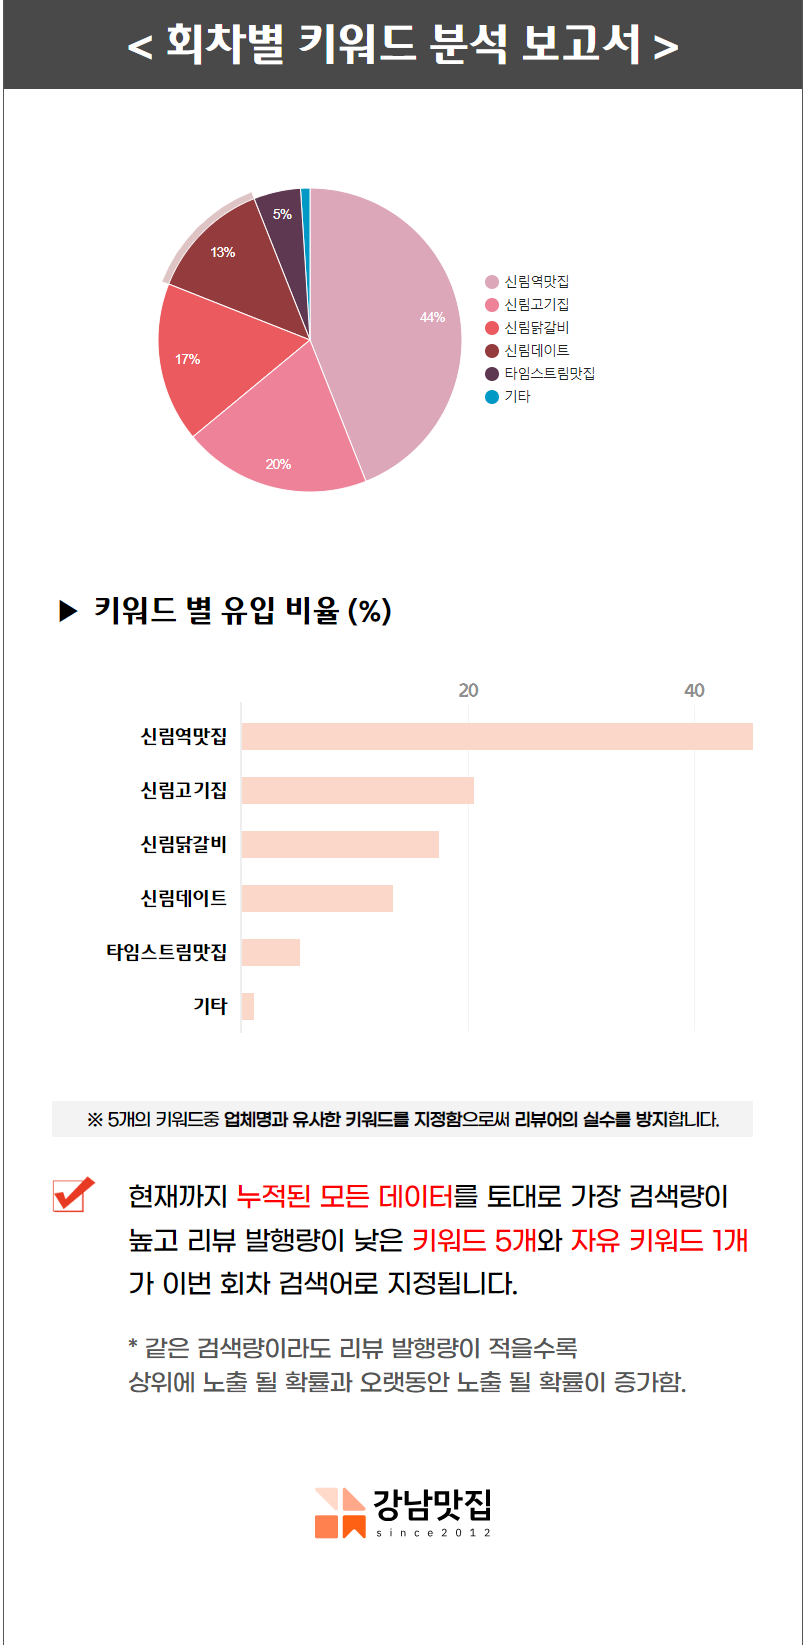 < 회차별 키워드 분석 보고서 >
5%
13%
44%
17%
20%
신림역맛집
신림고기집
신림닭갈비
신림데이트
타임스트림맛집
기타
▶ 키워드 별 유입 비율 (%)
20 40
신림역맛집
신림고기집
신림닭갈비
신림데이트
타임스트림맛집
기타
※ 5개의 키워드중 업체명과 유사한 키워드를 지정함으로써 리뷰어의 실수를 방지합니다.
현재까지 누적된 모든 데이터를 토대로 가장 검색량이
높고 리뷰 발행량이 낮은 키워드 5개와 자유 키워드 1개
가 이번 회차 검색어로 지정됩니다.
* 같은 검색량이라도 리뷰 발행량이 적을수록
상위에 노출 될 확률과 오랫동안 노출 될 확률이 증가함.
강남맛집
since2012